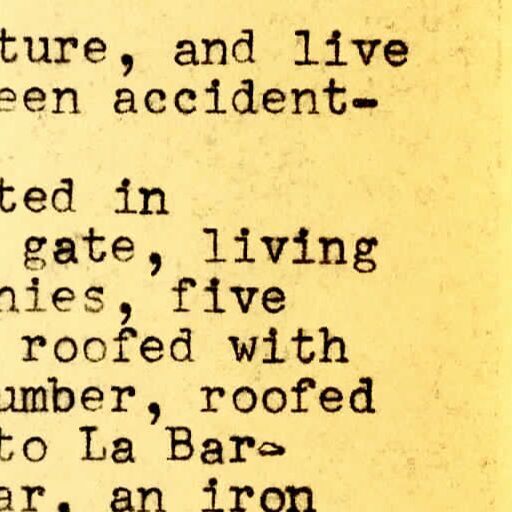 ture, and live
een accident-
ted in
gate, living
nies, five
roofed with
umber, roofed
to La Bar-
ar, an iron